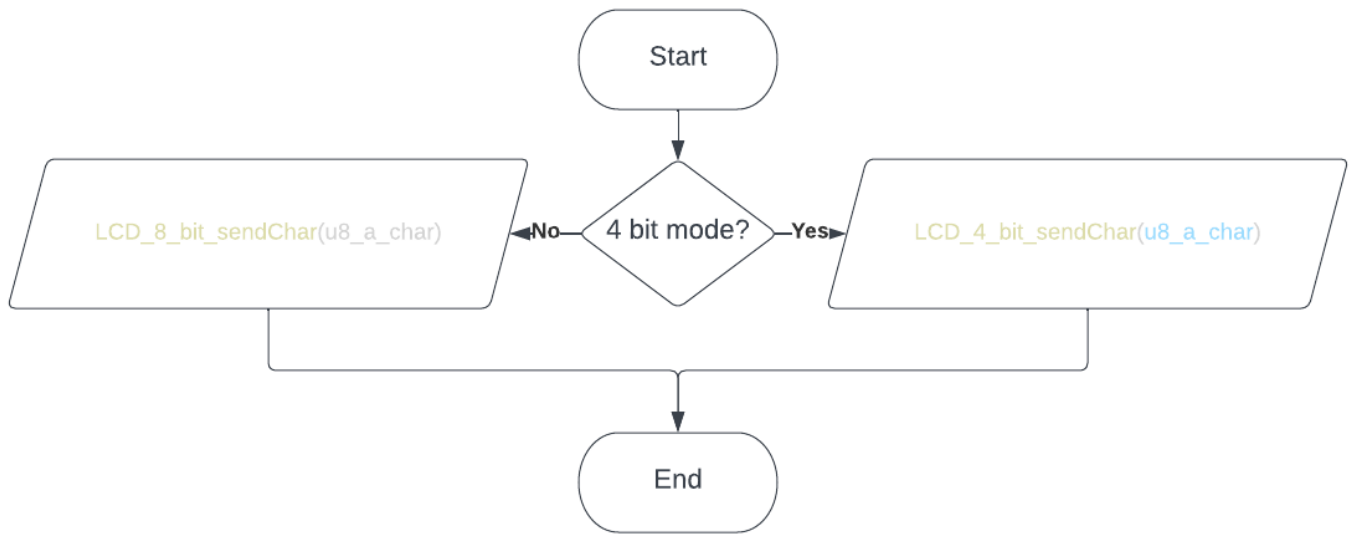 Start
LCD_8_bit_sendChar(u8_a_char)
No
4 bit mode?
Yes
LCD_4_bit_sendChar(u8_a_char)
End